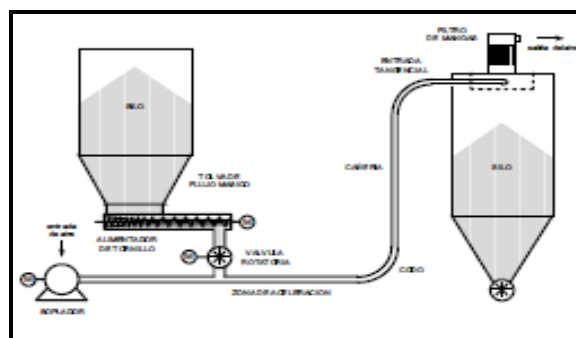 FILTRO
DE MANGAS
salida de aire
ENTRADA
TANGENCIAL
SILO
TOLVA DE
FLUJO MASICO
CAÑERIA
SILO
entrada
de aire
ALIMENTADOR
DE TORNILLO
VALVULA
ROTATORIA
CODO
ZONA DE ACELERACION
SOPLADOR